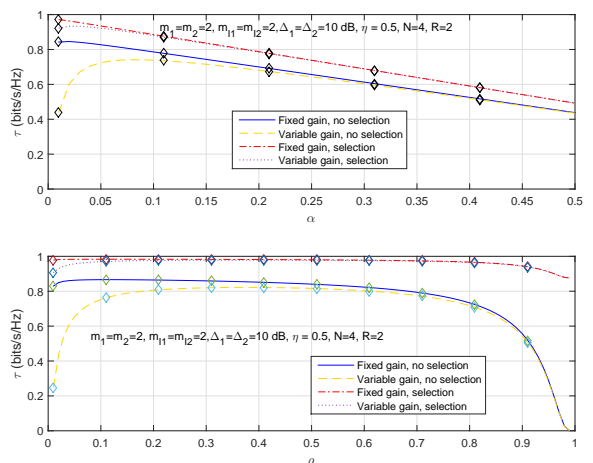 m1=m2=2, mI1=mI2=2,Δ1=Δ2=10 dB, η = 0.5, N=4, R=2
1
0.8
0.6
0.4
0.2
0
τ (bits/s/Hz)
Fixed gain, no selection
Variable gain, no selection
Fixed gain, selection
Variable gain, selection
0 0.05 0.1 0.15 0.2 0.25 0.3 0.35 0.4 0.45 0.5
α
1
0.8
0.6
0.4
0.2
0
τ (bits/s/Hz)
m1=m2=2, mI1=mI2=2,Δ1=Δ2=10 dB, η = 0.5, N=4, R=2
Fixed gain, no selection
Variable gain, no selection
Fixed gain, selection
Variable gain, selection
0 0.1 0.2 0.3 0.4 0.5 0.6 0.7 0.8 0.9 1